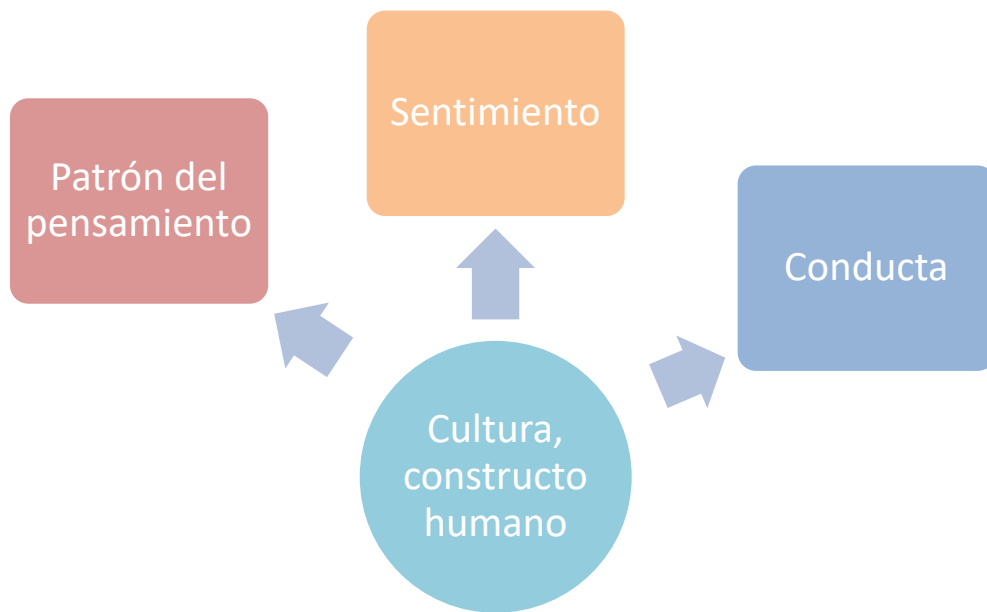 Sentimiento
Patrón del
pensamiento
Conducta
Cultura,
constructo
humano